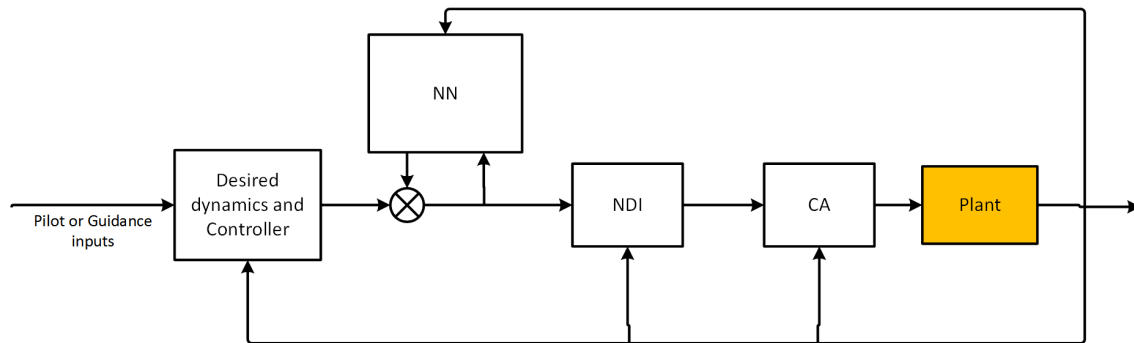 NN
Desired
dynamics and
Controller
Pilot or Guidance
inputs
NDI
CA
Plant